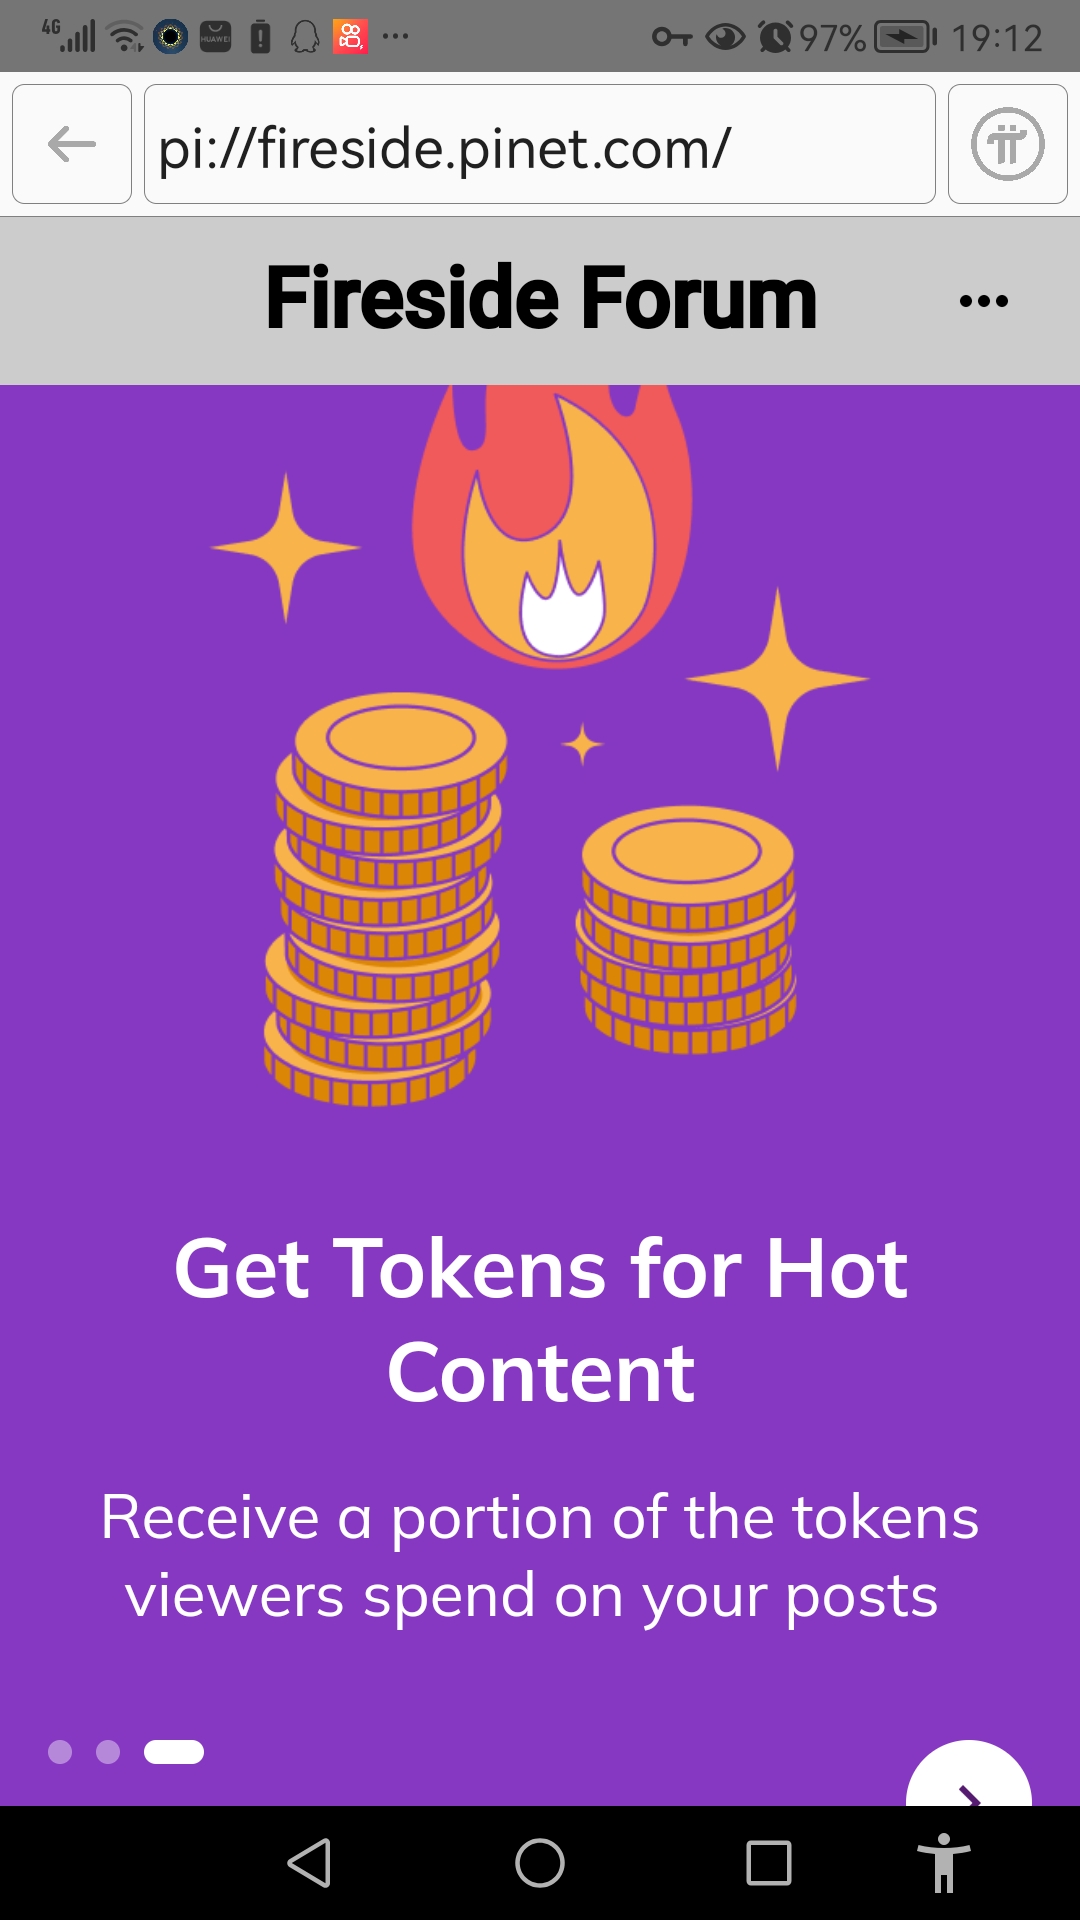 4G HUAWEI 97% 19:12
pi://fireside.pinet.com/
Fireside Forum
Get Tokens for Hot
Content
Receive a portion of the tokens
viewers spend on your posts